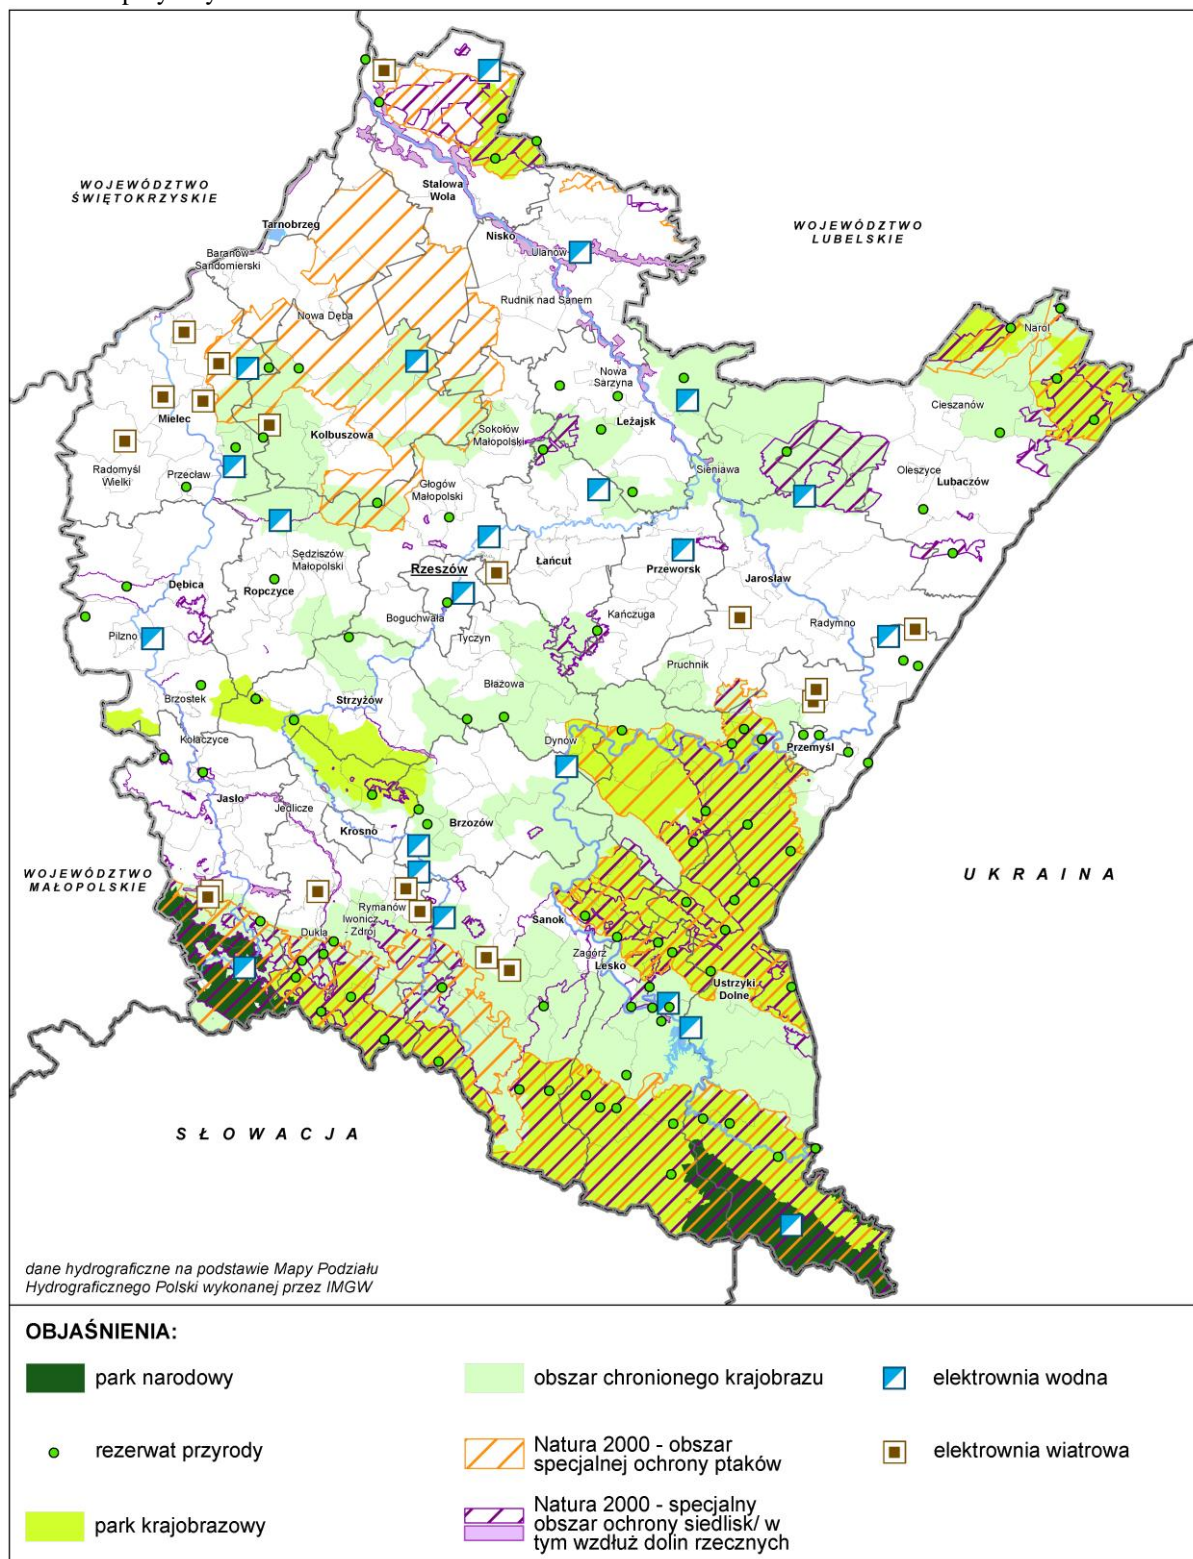 WOJEWÓDZTWO
ŚWIĘTOKRZYSKIE
Stalowa
Wola
Tarnobrzeg
Nisko
WOJEWÓDZTWO
LUBELSKIE
Baranów
Sandomierski
Ulanów
Rudnik nad Sanem
Nowa Dęba
Narol
Nowa
Sarzyna
Cieszanów
Mielec
Kolbuszowa
Sokołów
Małopolski
Leżajsk
Radomyśl
Wielki
Przecław
Głogów
Małopolski
Sieniawa
Oleszyce
Lubaczów
Sędziszów
Małopolski
Rzeszów
Łańcut
Przeworsk
Jarosław
Dębica
Ropczyce
Boguchwała
Kańczuga
Radymno
Pilzno
Tyczyn
Pruchnik
Błażowa
Brzostek
Strzyżów
Kołaczyce
Dynów
Przemyśl
Jasło
Jedlicze
Krosno
Brzozów
WOJEWÓDZTWO
MAŁOPOLSKIE
UKRAINA
Rymanów
Iwonicz
- Zdrój
Dukla
Sanok
Zagórz
Lesko
Ustrzyki
Dolne
SŁOWACJA
dane hydrograficzne na podstawie Mapy Podziału
Hydrograficznego Polski wykonanej przez IMGW
OBJAŚNIENIA:
park narodowy
obszar chronionego krajobrazu
elektrownia wodna
rezerwat przyrody
Natura 2000 - obszar
specjalnej ochrony ptaków
elektrownia wiatrowa
park krajobrazowy
Natura 2000 - specjalny
obszar ochrony siedlisk/ w
tym wzdłuż dolin rzecznych